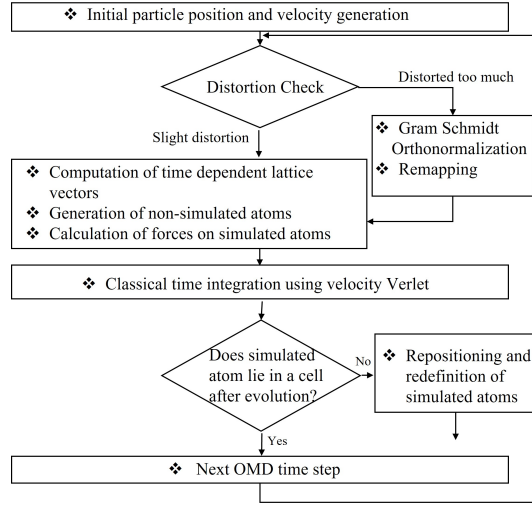 ❖ Initial particle position and velocity generation
Distortion Check
Distorted too much
Slight distortion
❖ Gram Schmidt
Orthonormalization
❖ Remapping
❖ Computation of time dependent lattice
vectors
❖ Generation of non-simulated atoms
❖ Calculation of forces on simulated atoms
❖ Classical time integration using velocity Verlet
Does simulated
atom lie in a cell
after evolution?
No
❖ Repositioning and
redefinition of
simulated atoms
Yes
❖ Next OMD time step